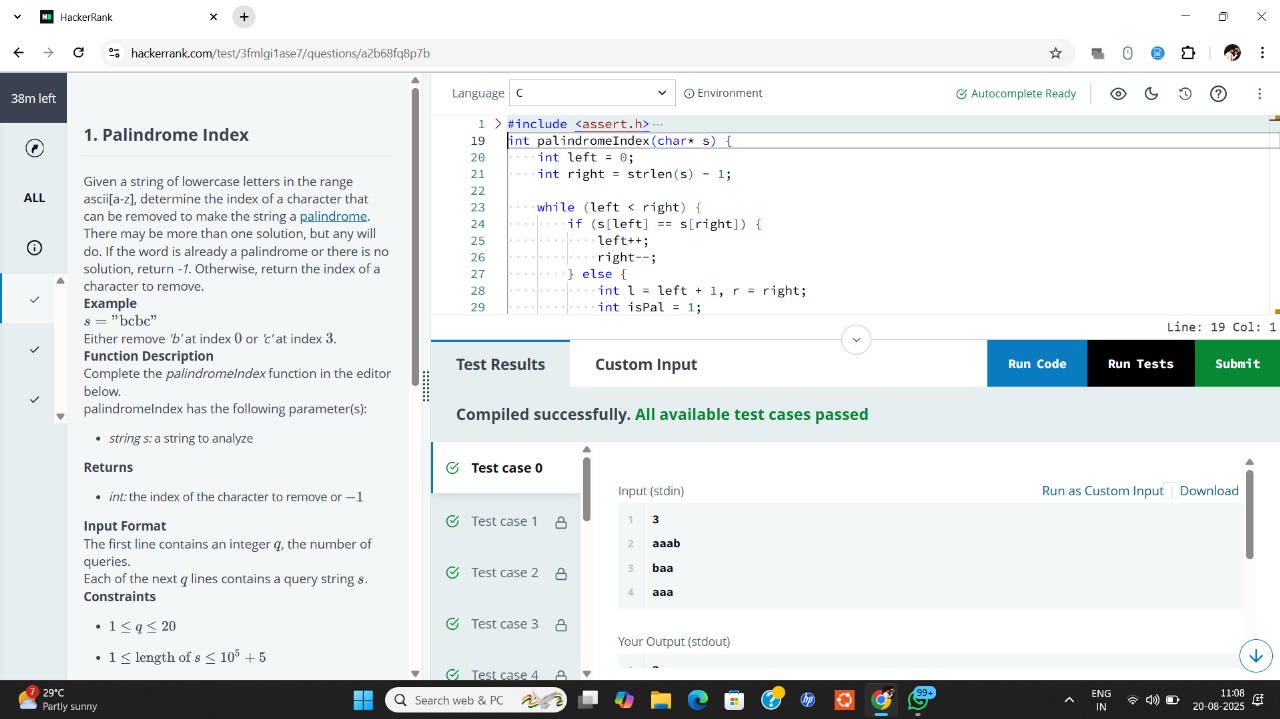 HackerRank
hackerrank.com/test/3fmlgi1ase7/questions/a2b68fq8p7b
38m left
ALL
1. Palindrome Index
Given a string of lowercase letters in the range
ascii[a-z], determine the index of a character that
can be removed to make the string a palindrome.
There may be more than one solution, but any will
do. If the word is already a palindrome or there is no
solution, return -1. Otherwise, return the index of a
character to remove.
Example
s = "bcbc"
Either remove 'b' at index 0 or 'c' at index 3.
Function Description
Complete the palindromeIndex function in the editor
below.
palindromeIndex has the following parameter(s):
• string s: a string to analyze
Returns
• int: the index of the character to remove or −1
Input Format
The first line contains an integer q, the number of
queries.
Each of the next q lines contains a query string s.
Constraints
• 1 ≤ q ≤ 20
• 1 ≤ length of s ≤ 10⁵ + 5
Language C Environment Autocomplete Ready
1 #include <assert.h>···
19 int palindromeIndex(char* s) {
20 int left = 0;
21 int right = strlen(s) - 1;
22
23 while (left < right) {
24 if (s[left] == s[right]) {
25 left++;
26 right--;
27 } else {
28 int l = left + 1, r = right;
29 int isPal = 1;
Line: 19 Col: 1
Test Results Custom Input Run Code Run Tests Submit
Compiled successfully. All available test cases passed
Test case 0
Test case 1
Test case 2
Test case 3
Test case 4
Input (stdin) Run as Custom Input Download
1 3
2 aaab
3 baa
4 aaa
Your Output (stdout)
7 29°C
Partly sunny
Search web & PC
99+
ENG
IN
11:08
20-08-2025